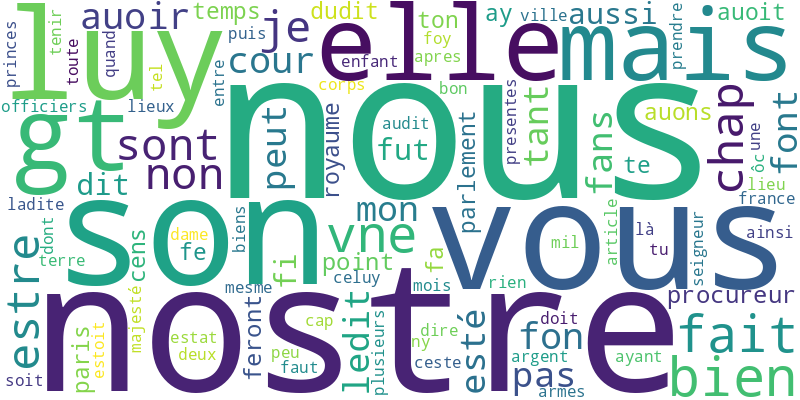 luy
auoir
temps
je
dudit
elle
ton
ay
ville
aussi
mais
auoit
princes
tenir
toute
quand
tel
puis
cour
enfant
foy
apres
prendre
officiers
lieux
entre
corps
bon
gt
nous
sont
non
peut
royaume
audit
fut
presentes
tant
fans
auons
te
chap
une
ôc
font
dit
lieu
france
ladite
son
mon
parlement
vous
article
là
tu
seigneur
ainsi
dont
terre
cens
dame
fe
biens
vne
point
fa
mil
estre
majesté
fi
celuy
mesme
mois
rien
nostre
procureur
soit
paris
estoit
estat
deux
feront
peu
cap
faut
ledit
plusieurs
ny
dire
ceste
esté
fon
doit
argent
pas
armes
ayant
fait
bien